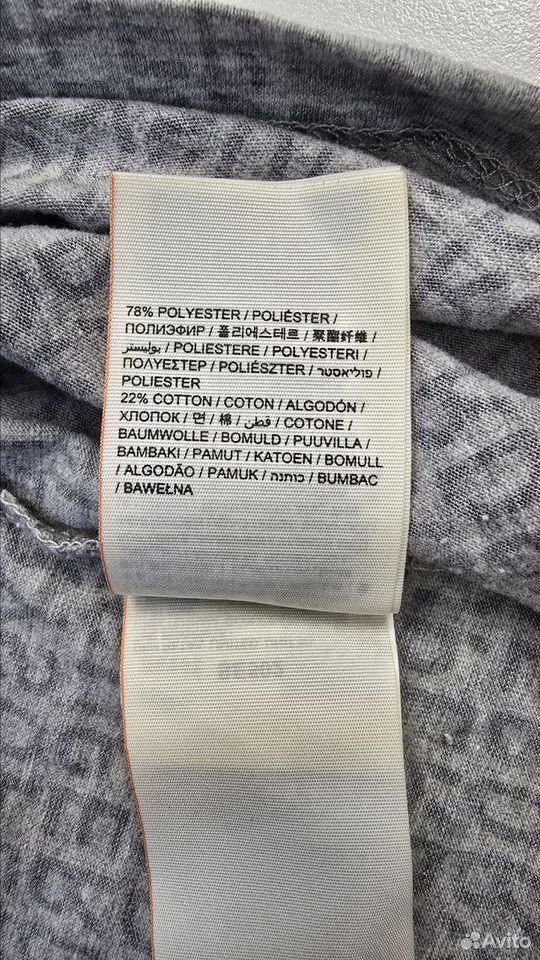 78% POLYESTER / POLIÉSTER /
ПОЛИЭФИР / 폴리에스테르 / 聚酯纤维 /
بوليستر / POLIESTERE / POLYESTERI /
ΠΟΛΥΕΣΤΕΡ / POLIÉSZTER / פוליאסטר /
POLIESTER
22% COTTON / COTON / ALGODÓN /
ХЛОПОК / 면 / 棉 / قطن / COTONE /
BAUMWOLLE / BOMULD / PUUVILLA /
BAMBAKI / PAMUT / KATOEN / BOMULL
/ ALGODÃO / PAMUK / כותנה / BUMBAC
/ BAWEŁNA
Avito